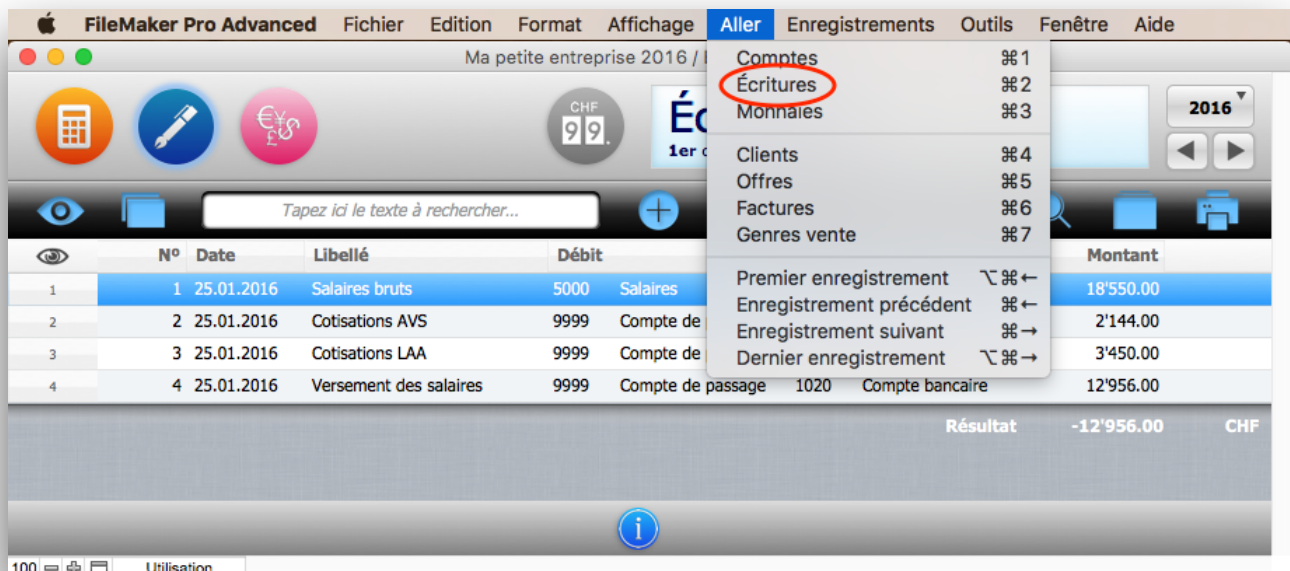 FileMaker Pro Advanced Fichier Edition Format Affichage Aller Enregistrements Outils Fenêtre Aide
Ma petite entreprise 2016 /
Comptes ⌘1
Écritures ⌘2
Monnaies ⌘3
Clients ⌘4
Offres ⌘5
Factures ⌘6
Genres vente ⌘7
Premier enregistrement ⌥⌘←
Enregistrement précédent ⌘←
Enregistrement suivant ⌘→
Dernier enregistrement ⌥⌘→
€¥£$
CHF
99.
1er
2016
Tapez ici le texte à rechercher...
Nº Date Libellé Débit Montant
1 1 25.01.2016 Salaires bruts 5000 Salaires 18'550.00
2 2 25.01.2016 Cotisations AVS 9999 Compte de 2'144.00
3 3 25.01.2016 Cotisations LAA 9999 Compte de 3'450.00
4 4 25.01.2016 Versement des salaires 9999 Compte de passage 1020 Compte bancaire 12'956.00
Résultat -12'956.00 CHF
i
100 Utilisation